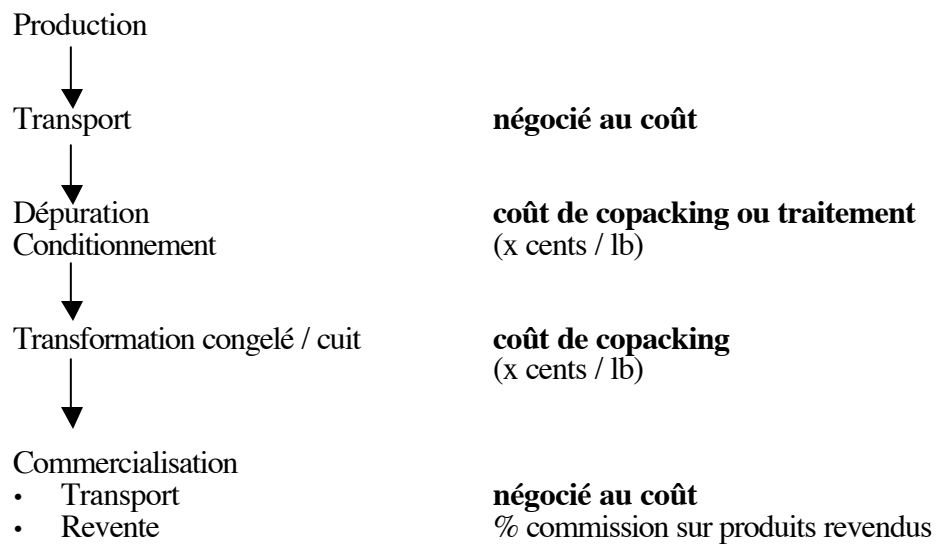 Production
Transport négocié au coût
Dépuration coût de copacking ou traitement
Conditionnement (x cents / lb)
Transformation congelé / cuit coût de copacking
(x cents / lb)
Commercialisation
• Transport négocié au coût
• Revente % commission sur produits revendus